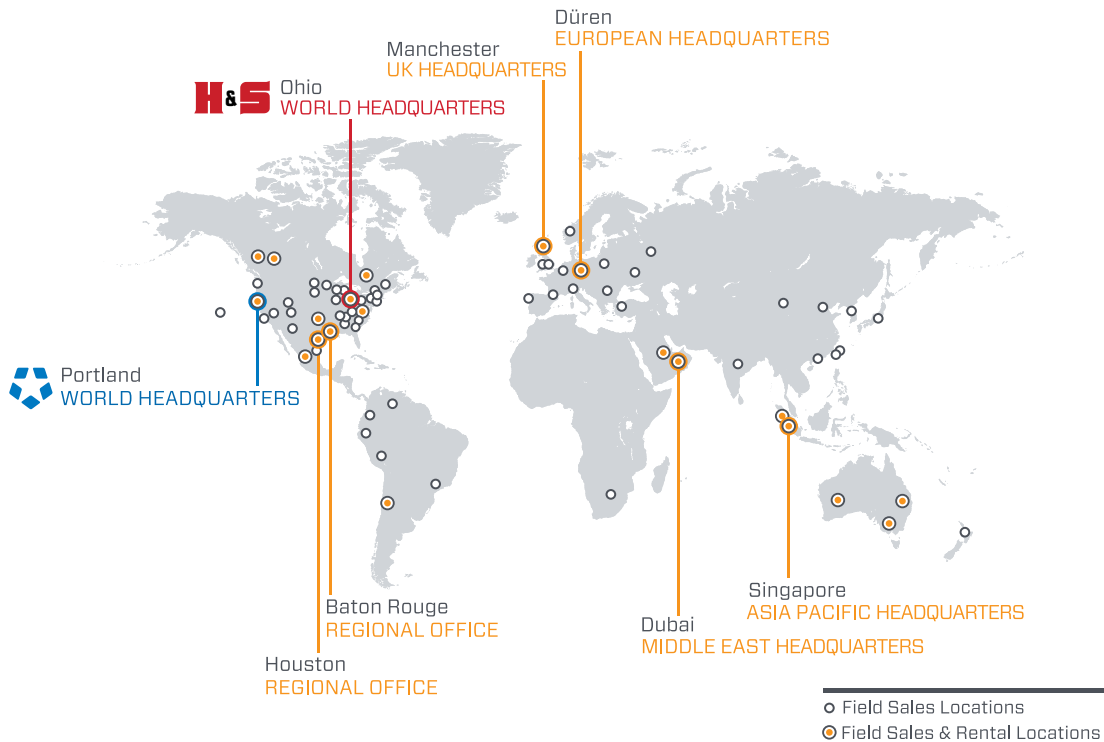 Düren
EUROPEAN HEADQUARTERS
Manchester
UK HEADQUARTERS
H&S
Ohio
WORLD HEADQUARTERS
Portland
WORLD HEADQUARTERS
Baton Rouge
REGIONAL OFFICE
Houston
REGIONAL OFFICE
Singapore
ASIA PACIFIC HEADQUARTERS
Dubai
MIDDLE EAST HEADQUARTERS
Field Sales Locations
Field Sales & Rental Locations